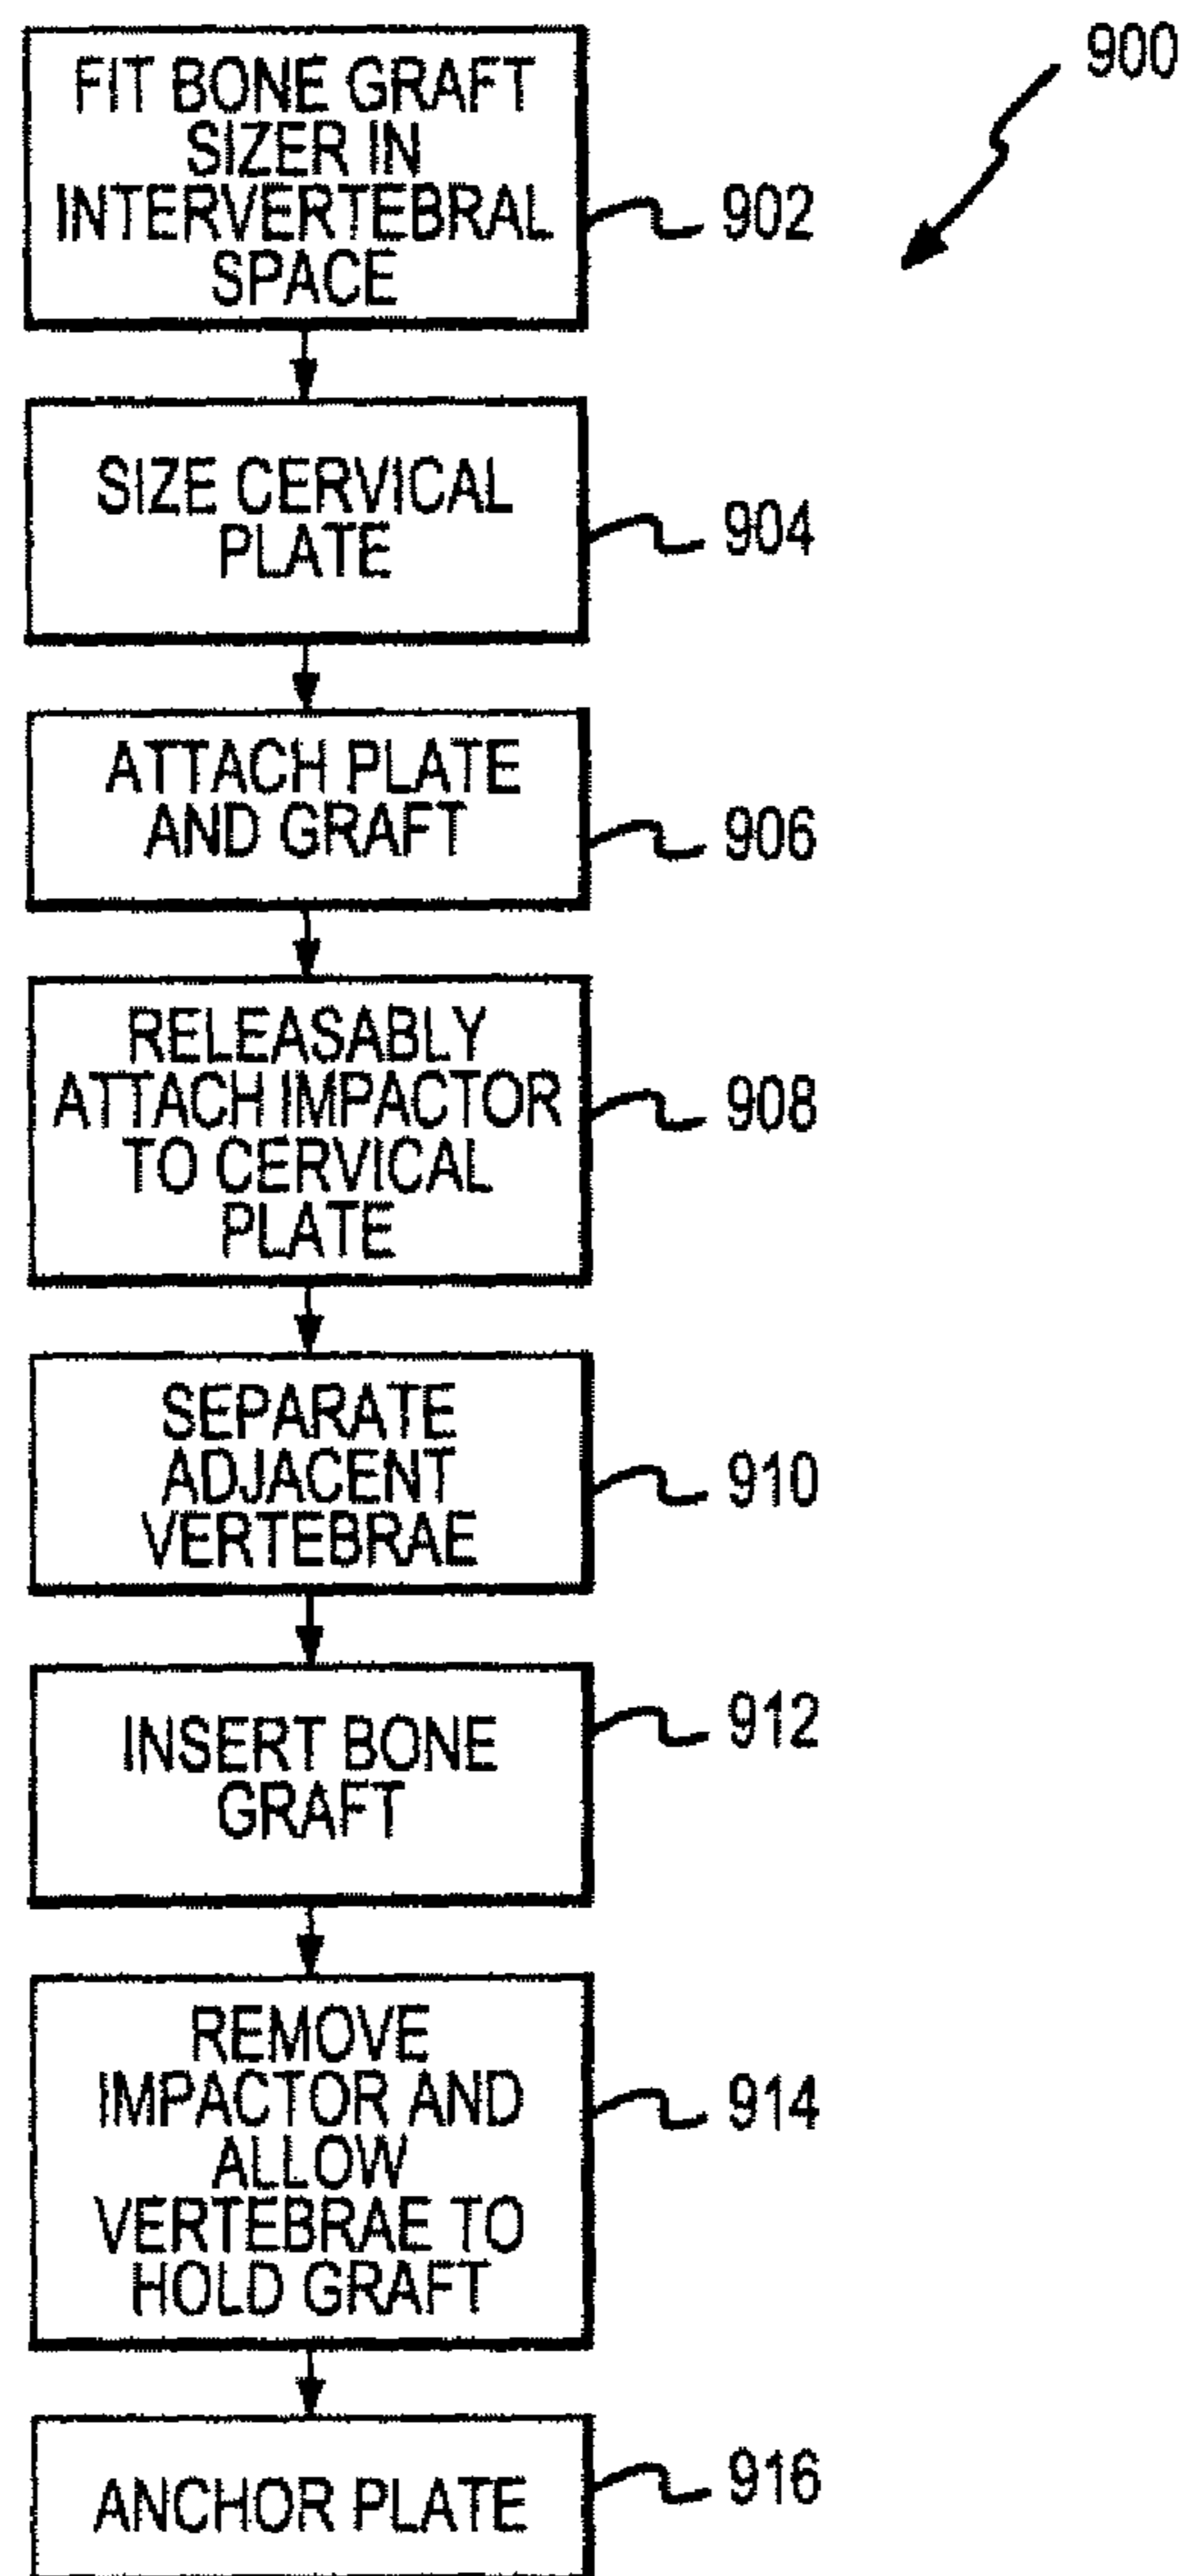 900
FIT BONE GRAFT
SIZER IN
INTERVERTEBRAL
SPACE
902
SIZE CERVICAL
PLATE
904
ATTACH PLATE
AND GRAFT
906
RELEASABLY
ATTACH IMPACTOR
TO CERVICAL
PLATE
908
SEPARATE
ADJACENT
VERTEBRAE
910
INSERT BONE
GRAFT
912
REMOVE
IMPACTOR AND
ALLOW
VERTEBRAE TO
HOLD GRAFT
914
ANCHOR PLATE
916